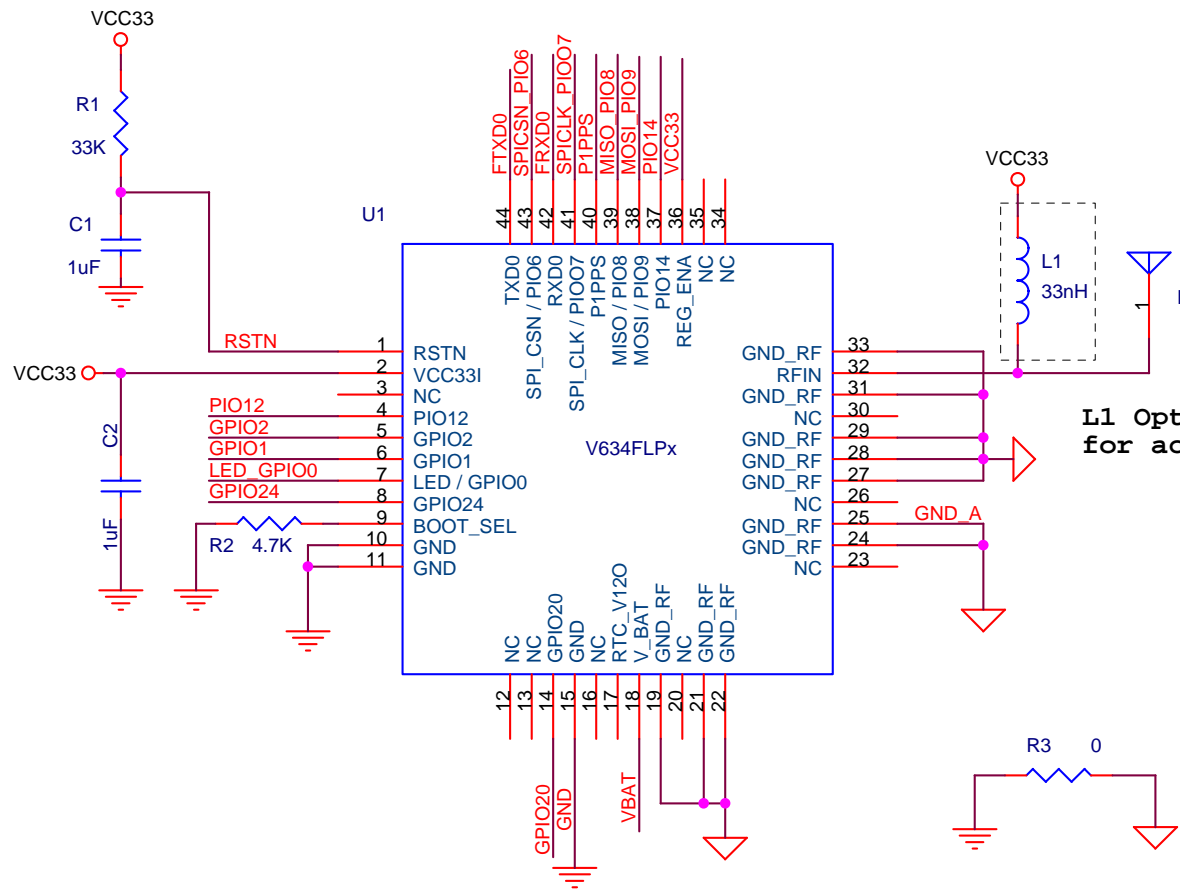 VCC33
R1
33K
C1
1uF
U1
FTXD0
SPICSN_PIO6
FRXD0
SPICLK_PIOO7
P1PPS
MISO_PIO8
MOSI_PIO9
PIO14
VCC33
44
43
42
41
40
39
38
37
36
35
34
TXD0
SPI_CSN / PIO6
RXD0
SPI_CLK / PIOO7
P1PPS
MISO / PIO8
MOSI / PIO9
PIO14
REG_ENA
NC
NC
VCC33
L1
33nH
1
RSTN 1 RSTN
VCC33 2 VCC33I
3 NC
PIO12 4 PIO12
GPIO2 5 GPIO2
GPIO1 6 GPIO1
LED_GPIO0 7 LED / GPIO0
GPIO24 8 GPIO24
9 BOOT_SEL
10 GND
11 GND
C2
1uF
R2 4.7K
V634FLPx
GND_RF 33
RFIN 32
GND_RF 31
NC 30
GND_RF 29
GND_RF 28
GND_RF 27
NC 26
GND_RF 25 GND_A
GND_RF 24
NC 23
L1 Opt
for ac
NC
NC
GPIO20
GND
NC
RTC_V12O
V_BAT
GND_RF
NC
GND_RF
GND_RF
12
13
14
15
16
17
18
19
20
21
22
GPIO20
GND
VBAT
R3 0